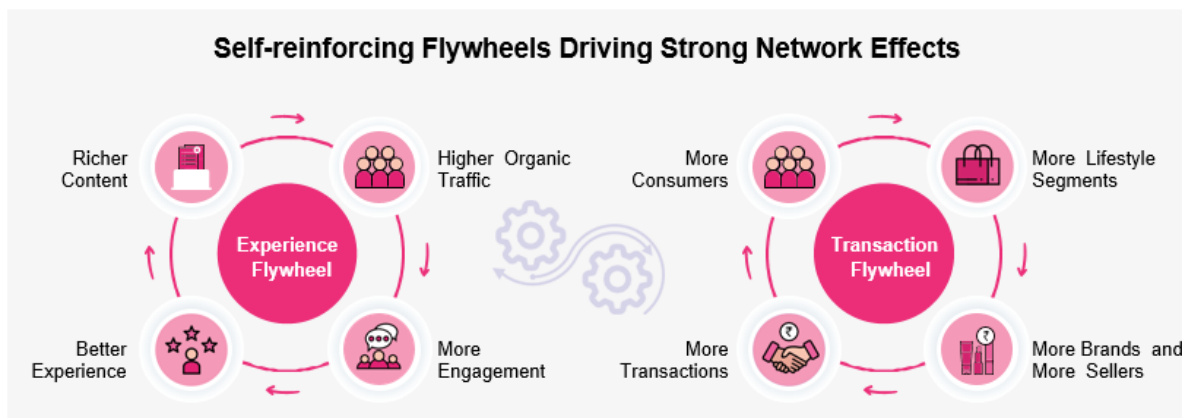 Self-reinforcing Flywheels Driving Strong Network Effects
Richer
Content
Higher Organic
Traffic
Experience
Flywheel
Better
Experience
More
Engagement
More
Consumers
More Lifestyle
Segments
Transaction
Flywheel
More
Transactions
₹
More Brands and
More Sellers
₹